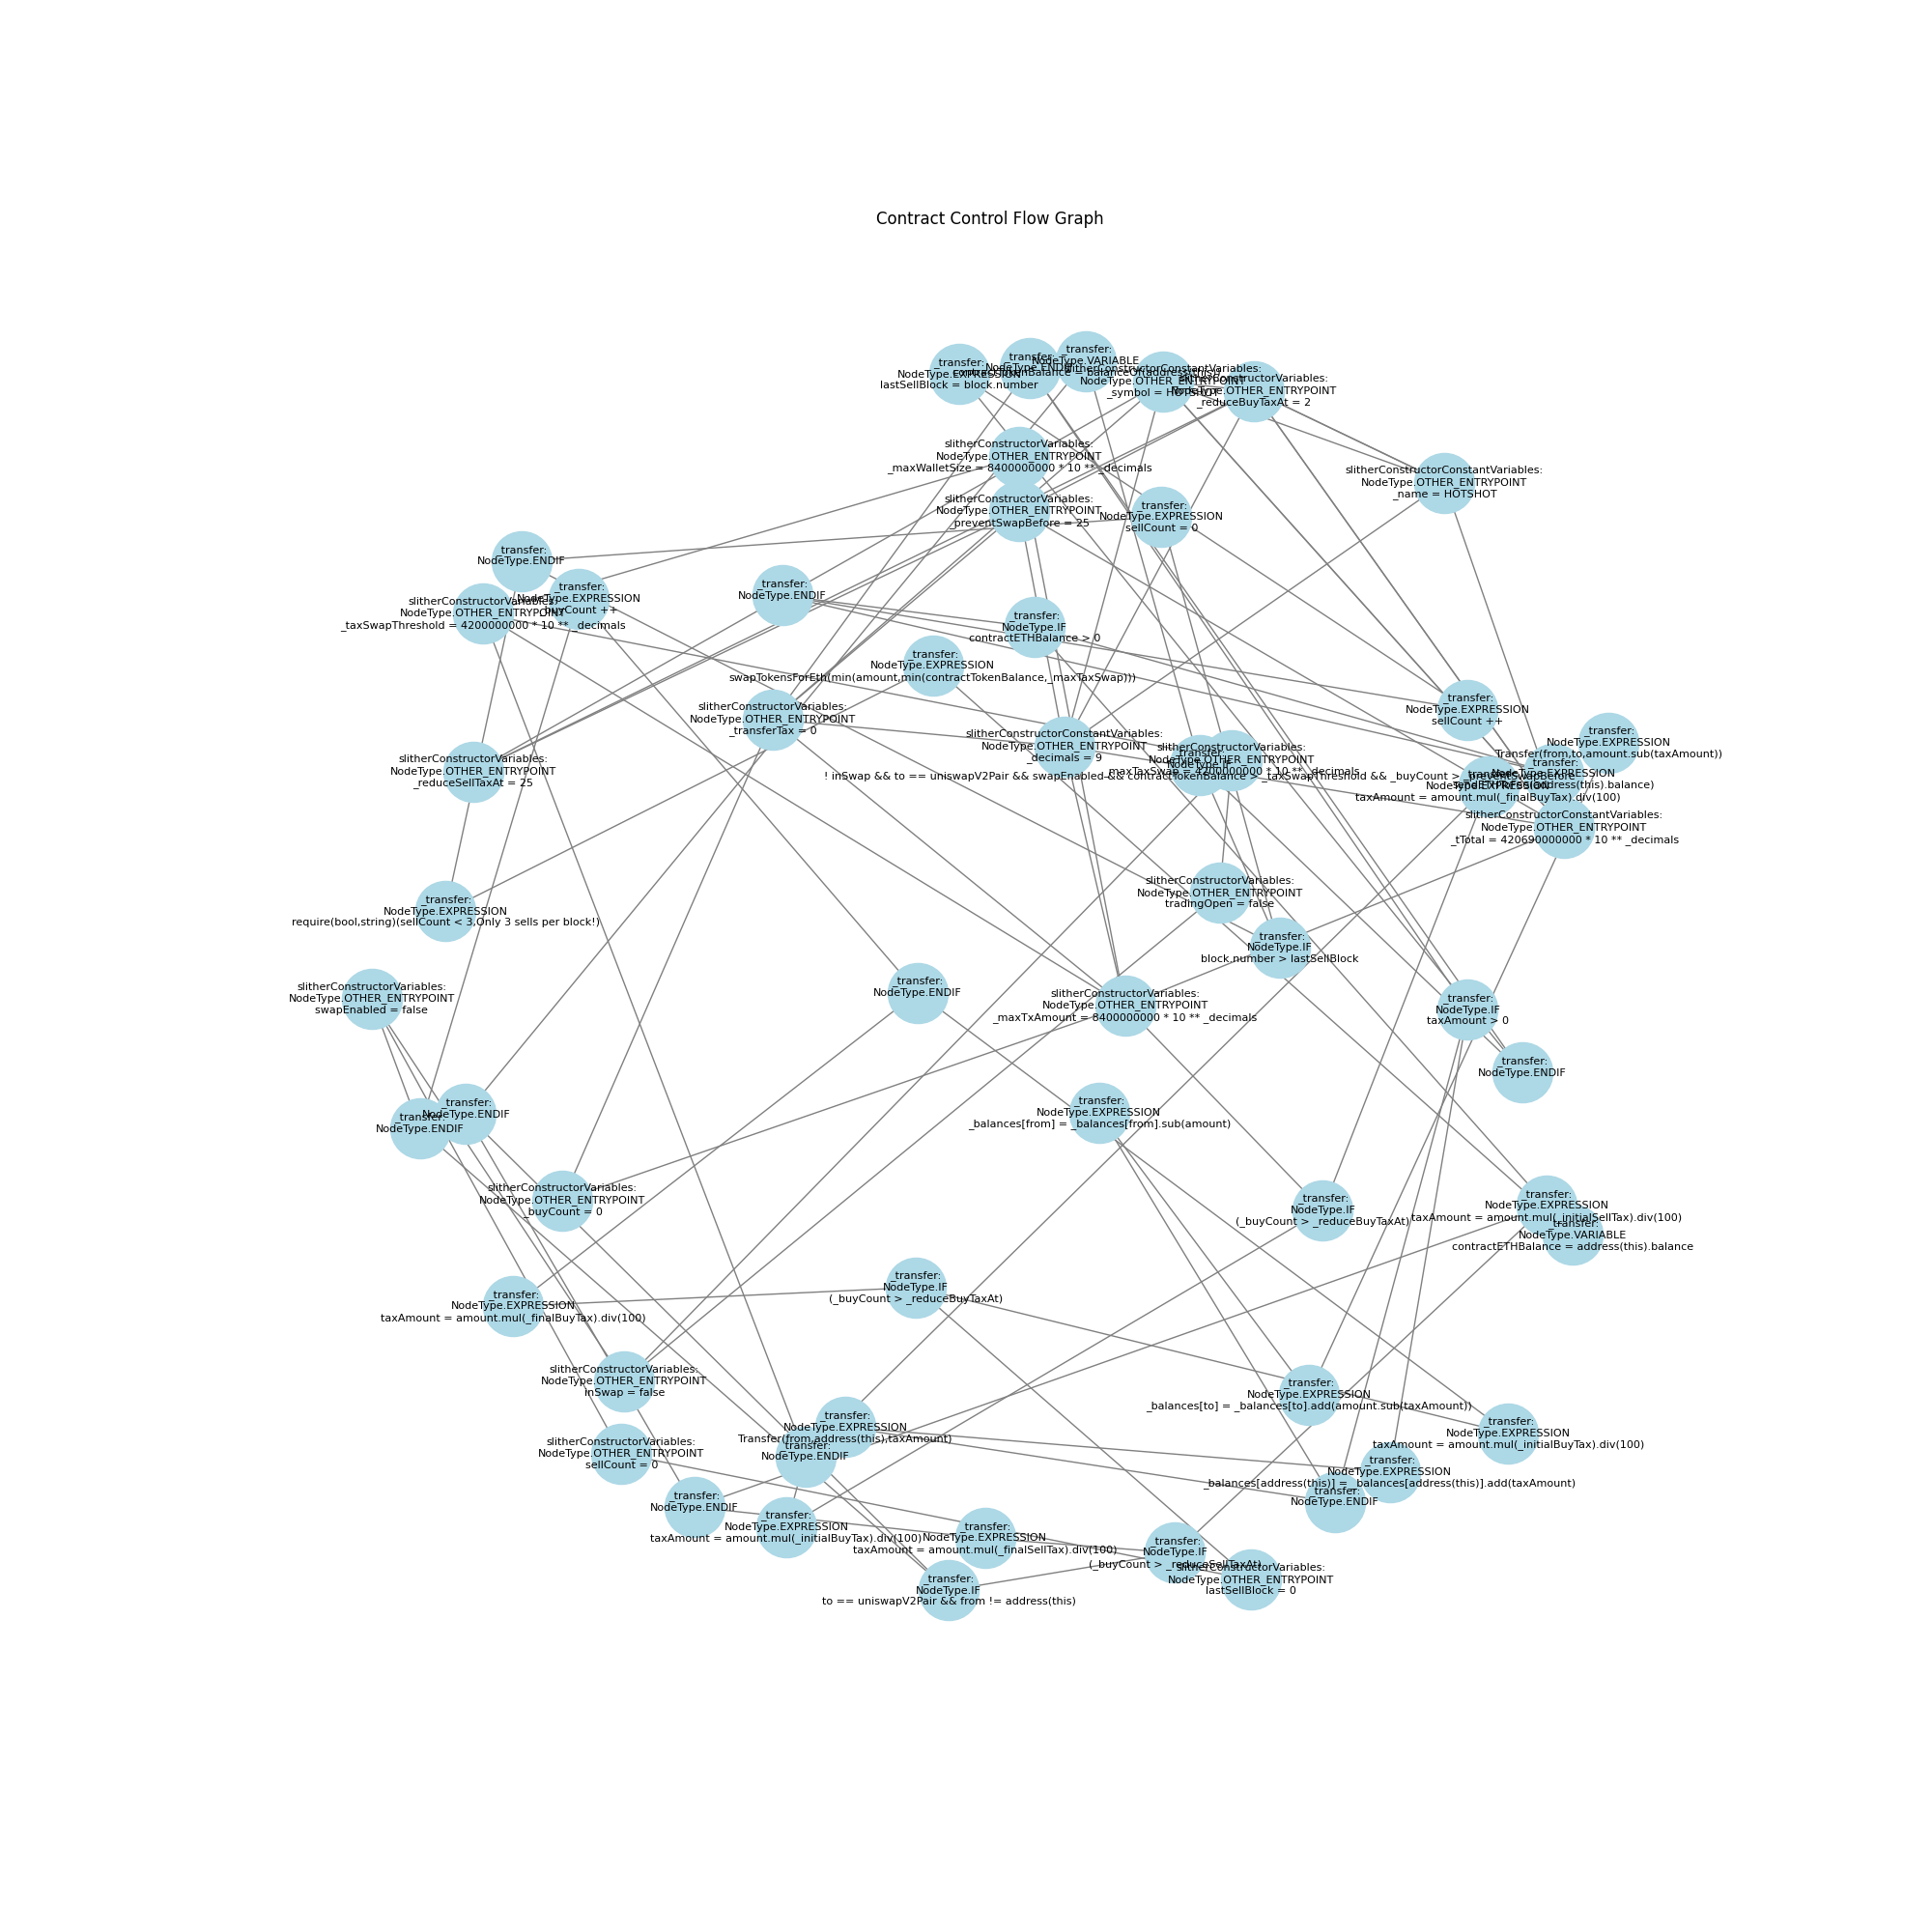 Contract Control Flow Graph
_transfer:
NodeType.EXPRESSION
lastSellBlock = block.number
_transfer:
NodeType.ENDIF
_transfer:
NodeType.VARIABLE
contractTokenBalance = balanceOf(address(this))
slitherConstructorConstantVariables:
NodeType.OTHER_ENTRYPOINT
_symbol = HOTSHOT
slitherConstructorVariables:
NodeType.OTHER_ENTRYPOINT
_reduceBuyTaxAt = 2
slitherConstructorVariables:
NodeType.OTHER_ENTRYPOINT
_maxWalletSize = 8400000000 * 10 ** _decimals
slitherConstructorConstantVariables:
NodeType.OTHER_ENTRYPOINT
_name = HOTSHOT
slitherConstructorVariables:
NodeType.OTHER_ENTRYPOINT
_preventSwapBefore = 25
_transfer:
NodeType.EXPRESSION
sellCount = 0
_transfer:
NodeType.ENDIF
_transfer:
NodeType.EXPRESSION
_buyCount ++
slitherConstructorVariables:
NodeType.OTHER_ENTRYPOINT
_taxSwapThreshold = 4200000000 * 10 ** _decimals
_transfer:
NodeType.ENDIF
_transfer:
NodeType.IF
contractETHBalance > 0
_transfer:
NodeType.EXPRESSION
swapTokensForEth(min(amount,min(contractTokenBalance,_maxTaxSwap)))
slitherConstructorVariables:
NodeType.OTHER_ENTRYPOINT
_transferTax = 0
_transfer:
NodeType.EXPRESSION
sellCount ++
slitherConstructorConstantVariables:
NodeType.OTHER_ENTRYPOINT
_decimals = 9
_transfer:
NodeType.IF
! inSwap && to == uniswapV2Pair && swapEnabled && contractTokenBalance > _taxSwapThreshold && _buyCount > _preventSwapBefore
slitherConstructorVariables:
NodeType.OTHER_ENTRYPOINT
_maxTaxSwap = 4200000000 * 10 ** _decimals
_transfer:
NodeType.EXPRESSION
Transfer(from,to,amount.sub(taxAmount))
_transfer:
NodeType.EXPRESSION
sendETHToFee(address(this).balance)
_transfer:
NodeType.EXPRESSION
taxAmount = amount.mul(_finalBuyTax).div(100)
slitherConstructorVariables:
NodeType.OTHER_ENTRYPOINT
_reduceSellTaxAt = 25
slitherConstructorConstantVariables:
NodeType.OTHER_ENTRYPOINT
_tTotal = 420690000000 * 10 ** _decimals
slitherConstructorVariables:
NodeType.OTHER_ENTRYPOINT
tradingOpen = false
_transfer:
NodeType.EXPRESSION
require(bool,string)(sellCount < 3,Only 3 sells per block!)
_transfer:
NodeType.IF
block.number > lastSellBlock
slitherConstructorVariables:
NodeType.OTHER_ENTRYPOINT
swapEnabled = false
_transfer:
NodeType.ENDIF
slitherConstructorVariables:
NodeType.OTHER_ENTRYPOINT
_maxTxAmount = 8400000000 * 10 ** _decimals
_transfer:
NodeType.IF
taxAmount > 0
_transfer:
NodeType.ENDIF
_transfer:
NodeType.ENDIF
_transfer:
NodeType.ENDIF
_transfer:
NodeType.EXPRESSION
_balances[from] = _balances[from].sub(amount)
slitherConstructorVariables:
NodeType.OTHER_ENTRYPOINT
_buyCount = 0
_transfer:
NodeType.IF
(_buyCount > _reduceBuyTaxAt)
_transfer:
NodeType.EXPRESSION
taxAmount = amount.mul(_initialSellTax).div(100)
_transfer:
NodeType.VARIABLE
contractETHBalance = address(this).balance
_transfer:
NodeType.EXPRESSION
taxAmount = amount.mul(_finalBuyTax).div(100)
_transfer:
NodeType.IF
(_buyCount > _reduceBuyTaxAt)
slitherConstructorVariables:
NodeType.OTHER_ENTRYPOINT
inSwap = false
_transfer:
NodeType.EXPRESSION
_balances[to] = _balances[to].add(amount.sub(taxAmount))
_transfer:
NodeType.EXPRESSION
Transfer(from,address(this),taxAmount)
_transfer:
NodeType.EXPRESSION
taxAmount = amount.mul(_initialBuyTax).div(100)
slitherConstructorVariables:
NodeType.OTHER_ENTRYPOINT
sellCount = 0
_transfer:
NodeType.ENDIF
_transfer:
NodeType.EXPRESSION
_balances[address(this)] = _balances[address(this)].add(taxAmount)
_transfer:
NodeType.ENDIF
_transfer:
NodeType.ENDIF
_transfer:
NodeType.EXPRESSION
taxAmount = amount.mul(_initialBuyTax).div(100)
_transfer:
NodeType.EXPRESSION
taxAmount = amount.mul(_finalSellTax).div(100)
_transfer:
NodeType.IF
(_buyCount > _reduceSellTaxAt)
slitherConstructorVariables:
NodeType.OTHER_ENTRYPOINT
lastSellBlock = 0
_transfer:
NodeType.IF
to == uniswapV2Pair && from != address(this)